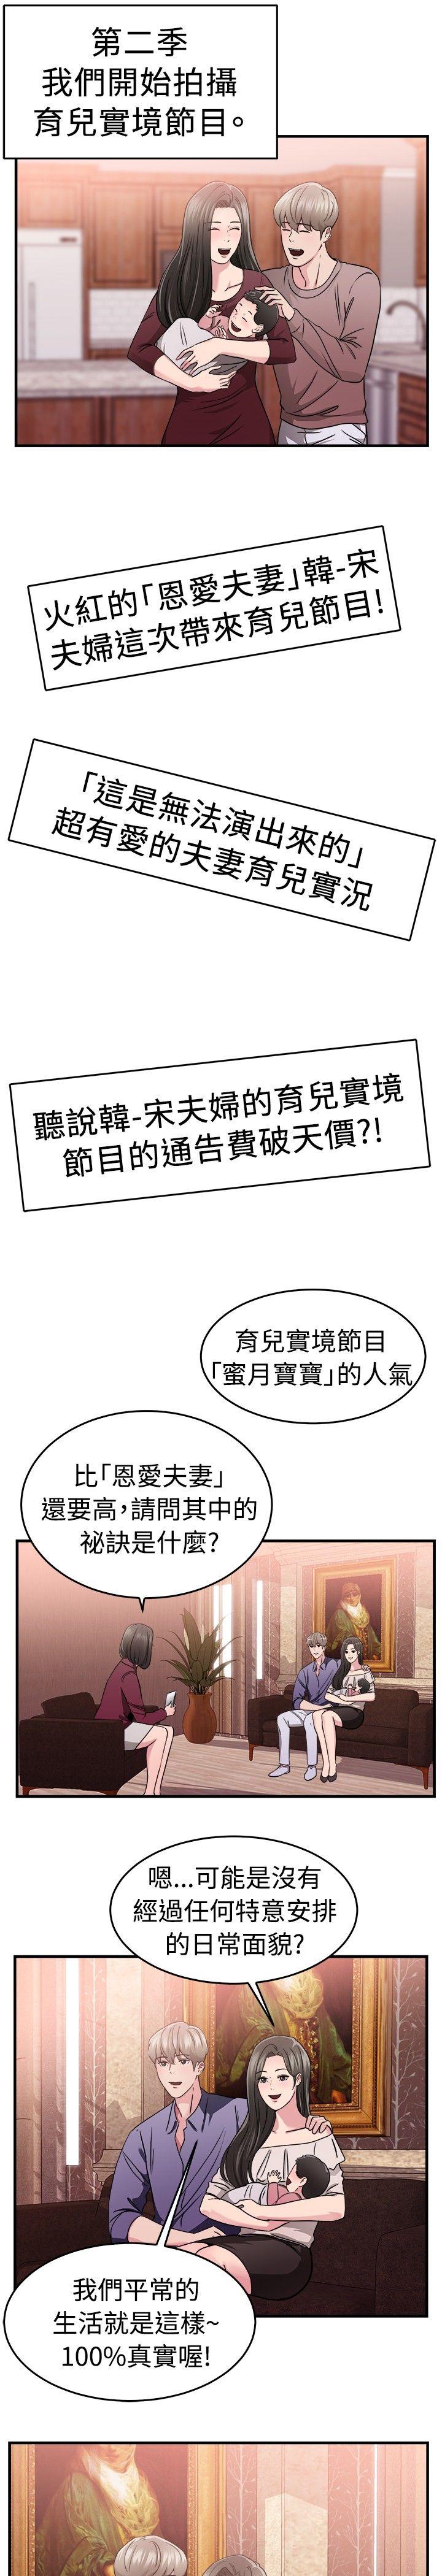 第二季
我們開始拍攝
育兒實境節目。
火紅的「恩愛夫妻」韓-宋
夫婦這次帶來育兒節目!
「這是無法演出來的」
超有愛的夫妻育兒實況
聽說韓-宋夫婦的育兒實境
節目的通告費破天價?!
育兒實境節目
「蜜月寶寶」的人氣
比「恩愛夫妻」
還要高,請問其中的
祕訣是什麼?
嗯...可能是沒有
經過任何特意安排
的日常面貌?
我們平常的
生活就是這樣~
100%真實喔!